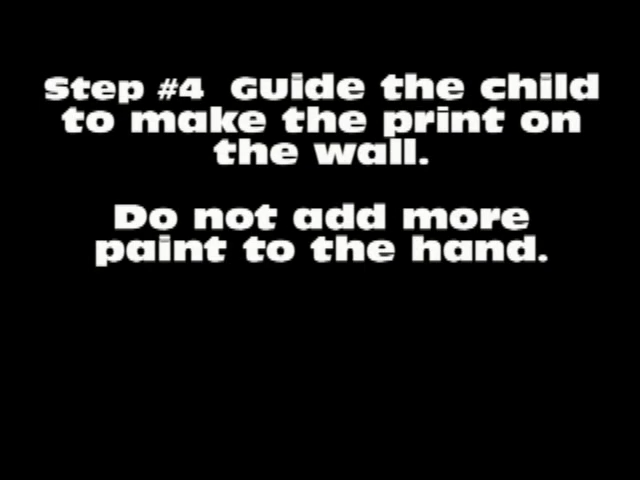 Step #4 Guide the child
to make the print on
the wall.
Do not add more
paint to the hand.